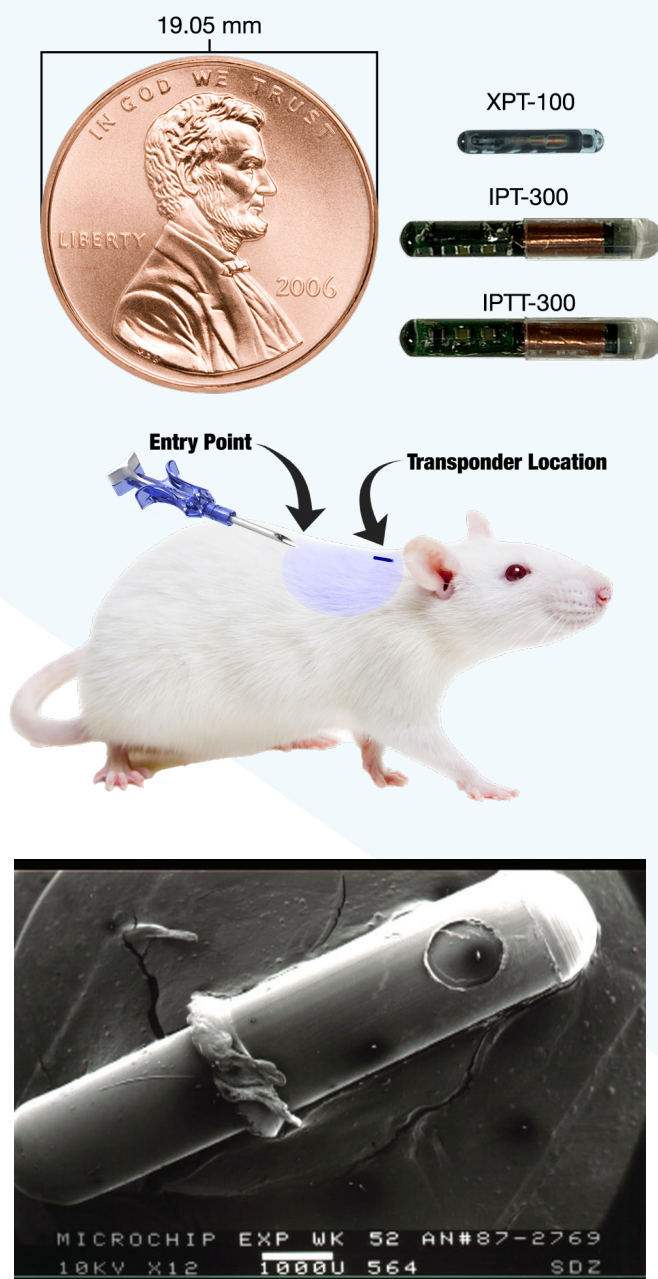 19.05 mm
IN GOD WE TRUST
LIBERTY
2006
XPT-100
IPT-300
IPTT-300
Entry Point
Transponder Location
MICROCHIP EXP WK 52 AN#87-2769
10KV X12 1000U 564 SDZ